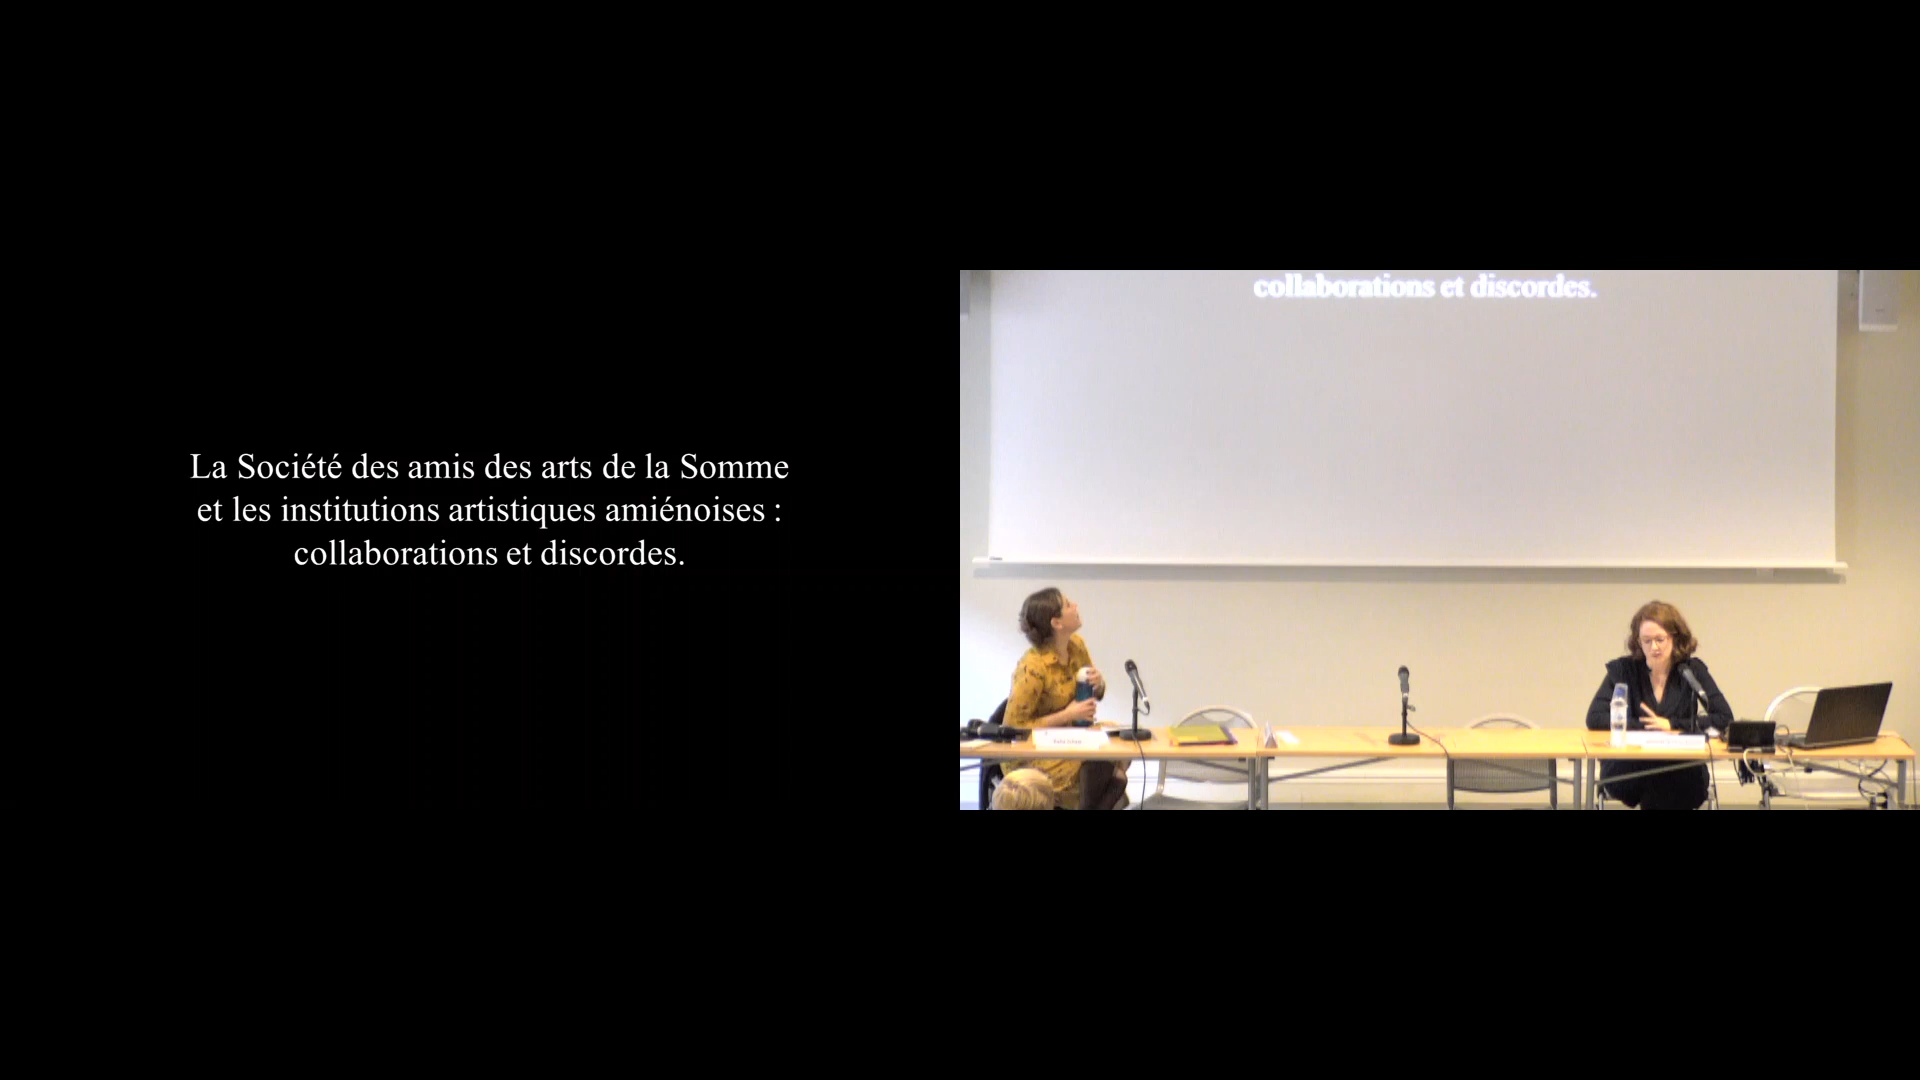 La Société des amis des arts de la Somme
et les institutions artistiques amiénoises :
collaborations et discordes.
collaborations et discordes.